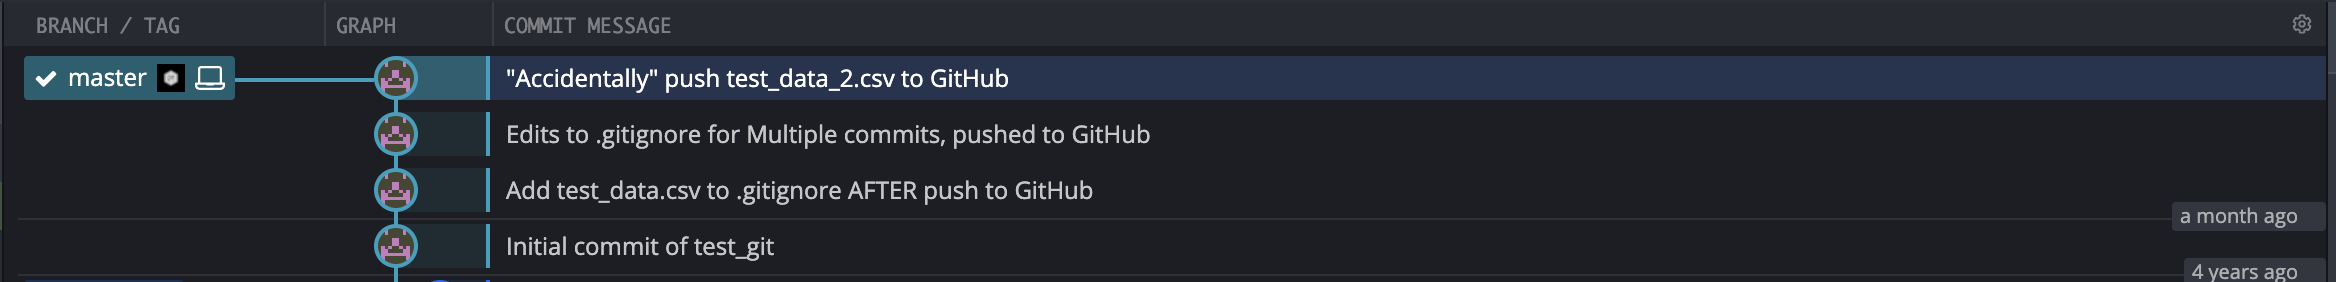 BRANCH / TAG GRAPH COMMIT MESSAGE
master "Accidentally" push test_data_2.csv to GitHub
Edits to .gitignore for Multiple commits, pushed to GitHub
Add test_data.csv to .gitignore AFTER push to GitHub
a month ago
Initial commit of test_git
4 years ago